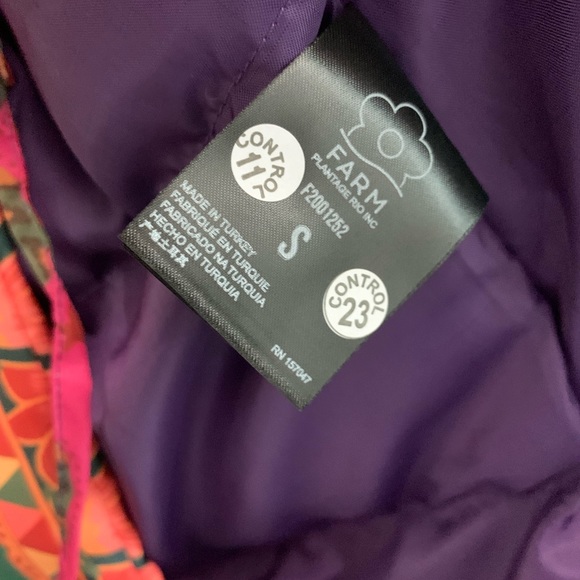 FARM
PLANTAGE RIO INC
F2001252
S
CONTROL
11
MADE IN TURKEY
FABRIQUÉ EN TURQUIE
FABRICADO NA TURQUIA
HECHO EN TURQUIA
CONTROL
23
RN 157047